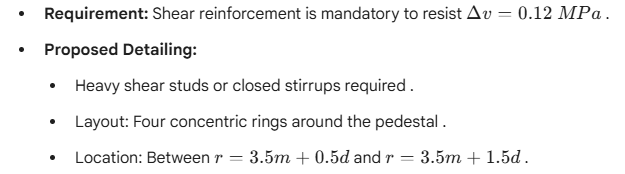 • Requirement: Shear reinforcement is mandatory to resist Δv = 0.12 MPa .
• Proposed Detailing:
• Heavy shear studs or closed stirrups required .
• Layout: Four concentric rings around the pedestal .
• Location: Between r = 3.5m + 0.5d and r = 3.5m + 1.5d .